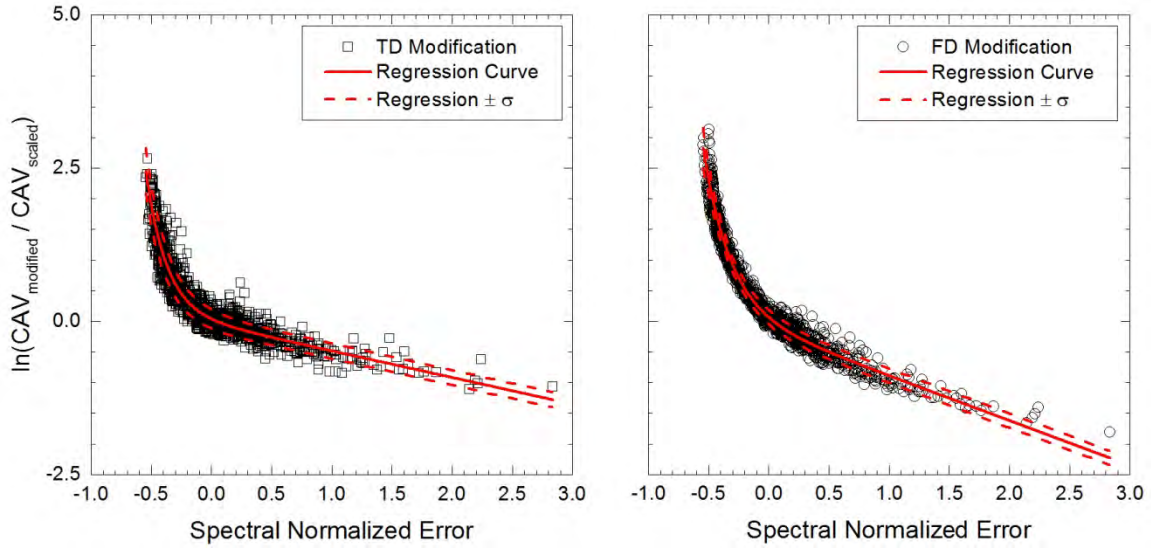 5.0
2.5
0.0
-2.5
ln(CAVmodified / CAVscaled)
TD Modification
Regression Curve
Regression ± σ
-1.0 -0.5 0.0 0.5 1.0 1.5 2.0 2.5 3.0
Spectral Normalized Error
FD Modification
Regression Curve
Regression ± σ
-1.0 -0.5 0.0 0.5 1.0 1.5 2.0 2.5 3.0
Spectral Normalized Error